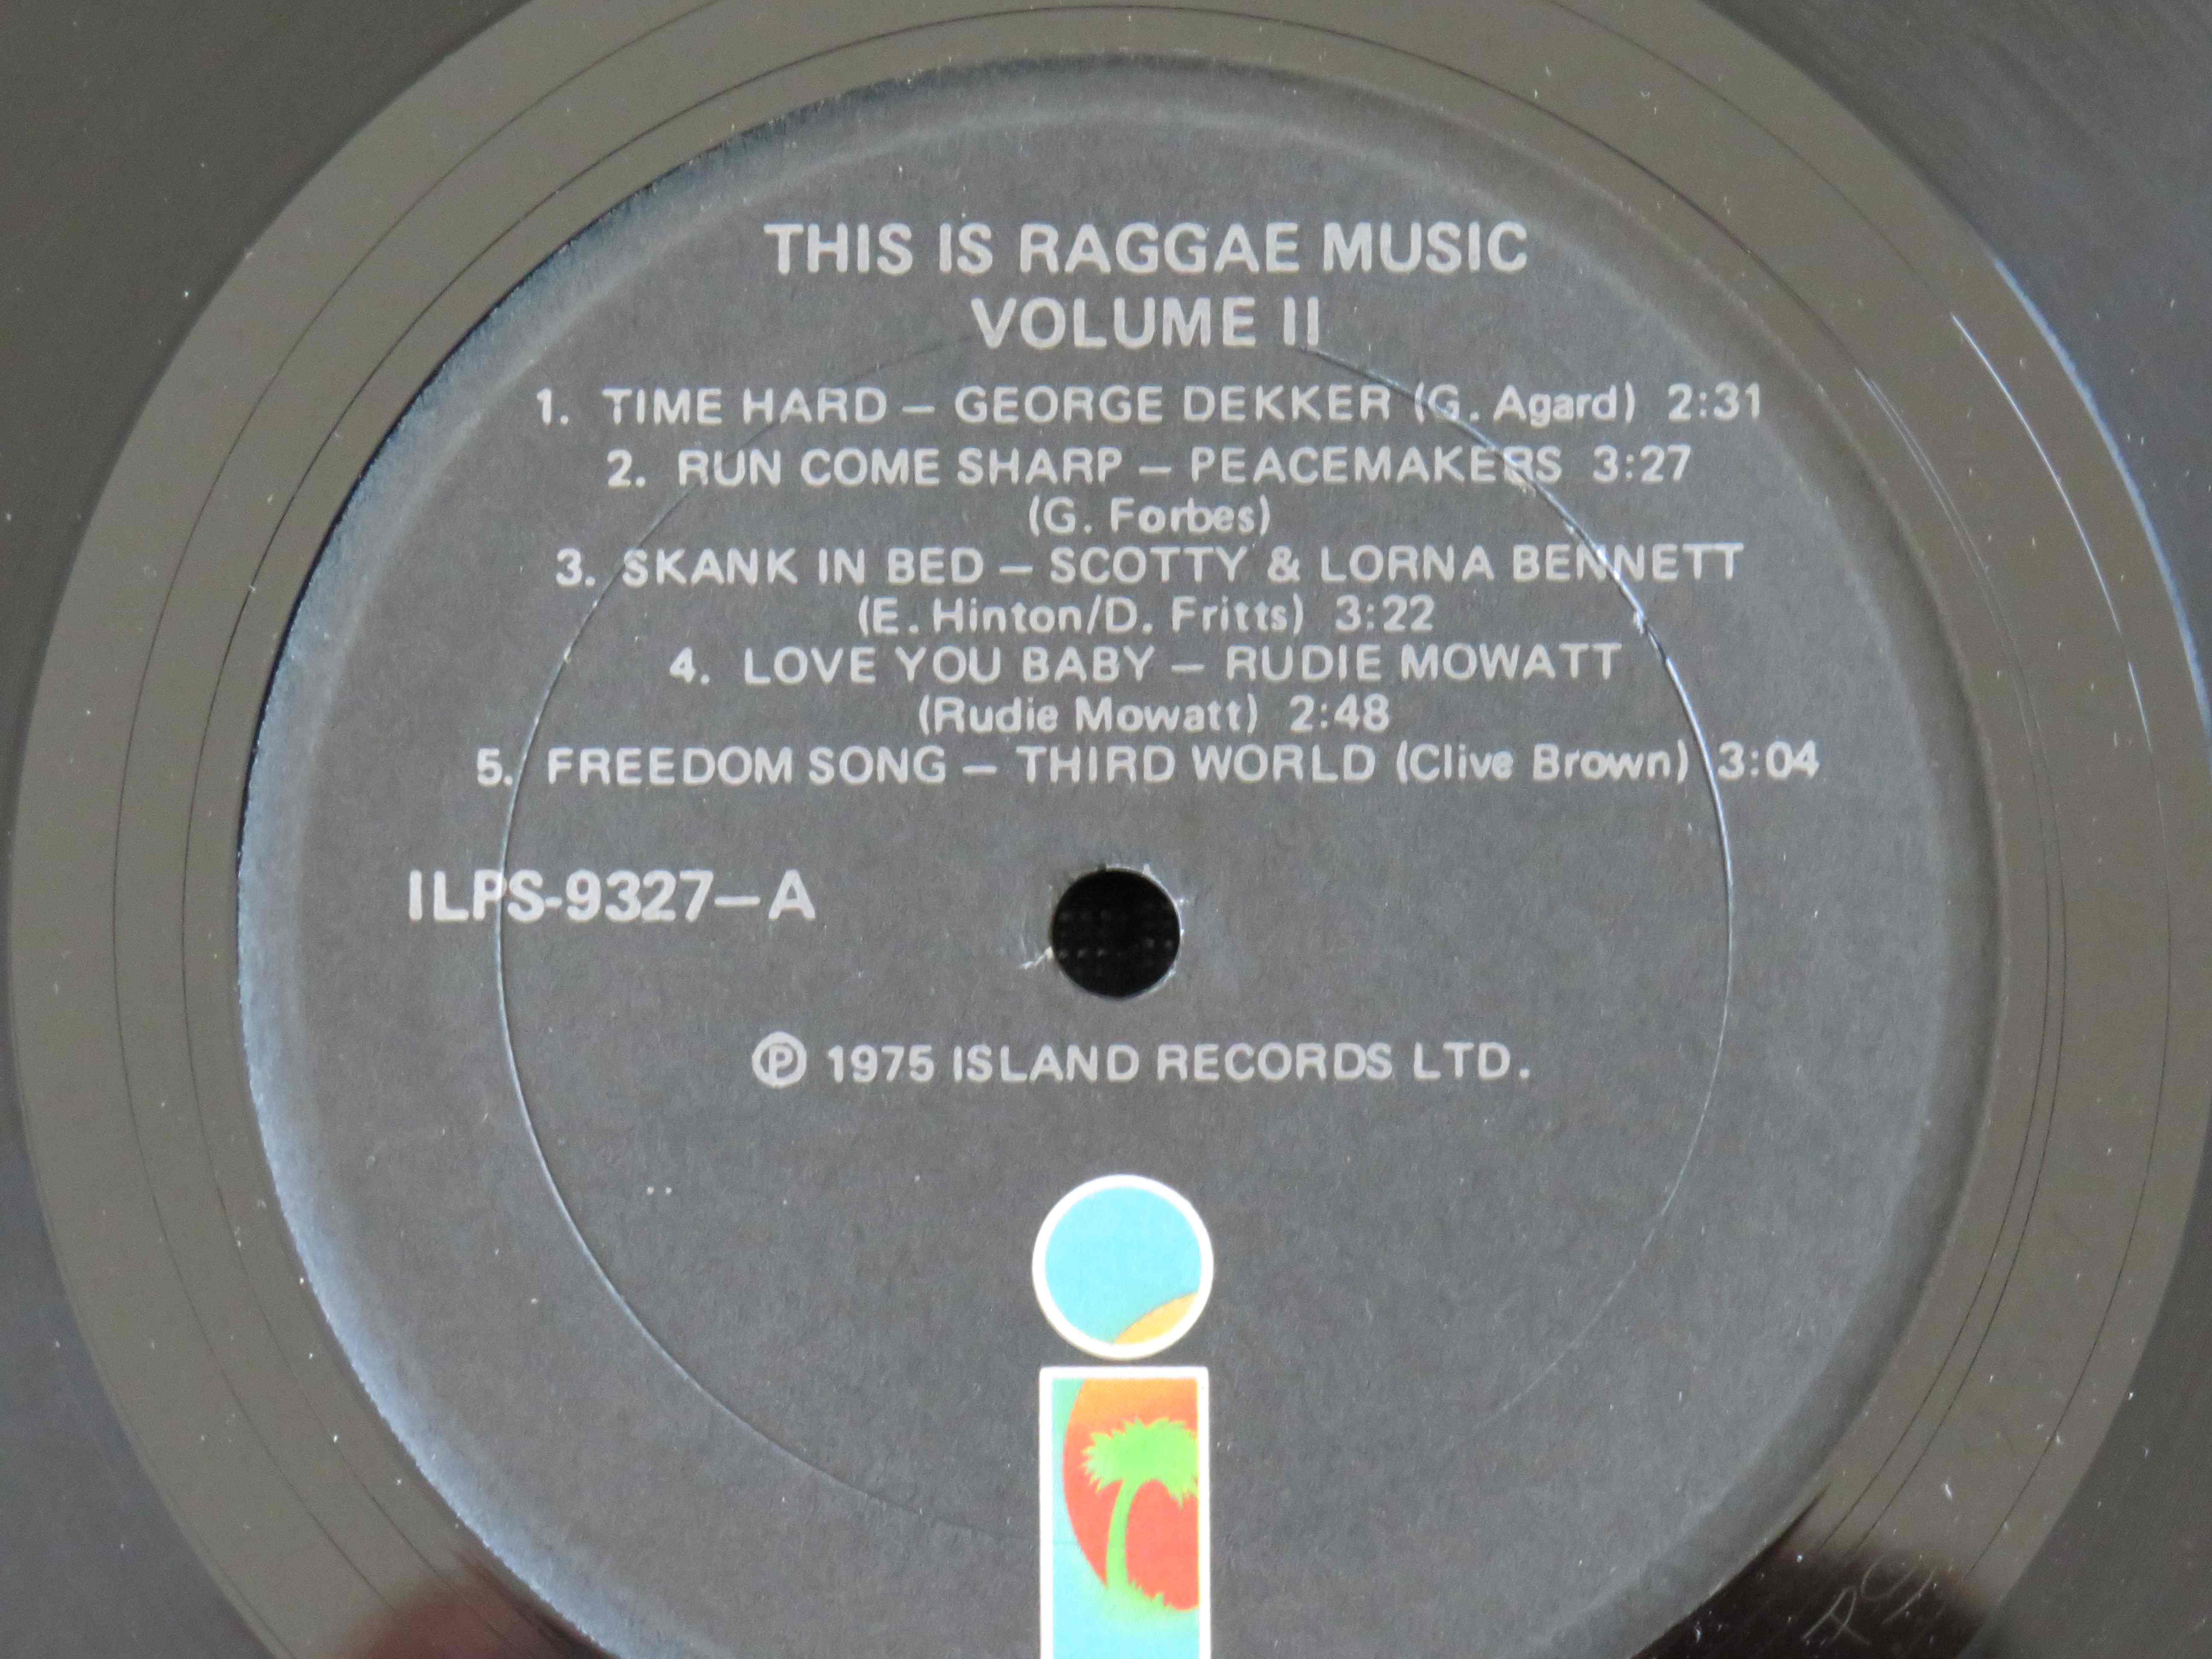 THIS IS RAGGAE MUSIC
VOLUME II
1. TIME HARD – GEORGE DEKKER (G. Agard) 2:31
2. RUN COME SHARP – PEACEMAKERS 3:27
(G. Forbes)
3. SKANK IN BED – SCOTTY & LORNA BENNETT
(E. Hinton/D. Fritts) 3:22
4. LOVE YOU BABY – RUDIE MOWATT
(Rudie Mowatt) 2:48
5. FREEDOM SONG – THIRD WORLD (Clive Brown) 3:04
ILPS-9327–A
Ⓟ 1975 ISLAND RECORDS LTD.
i